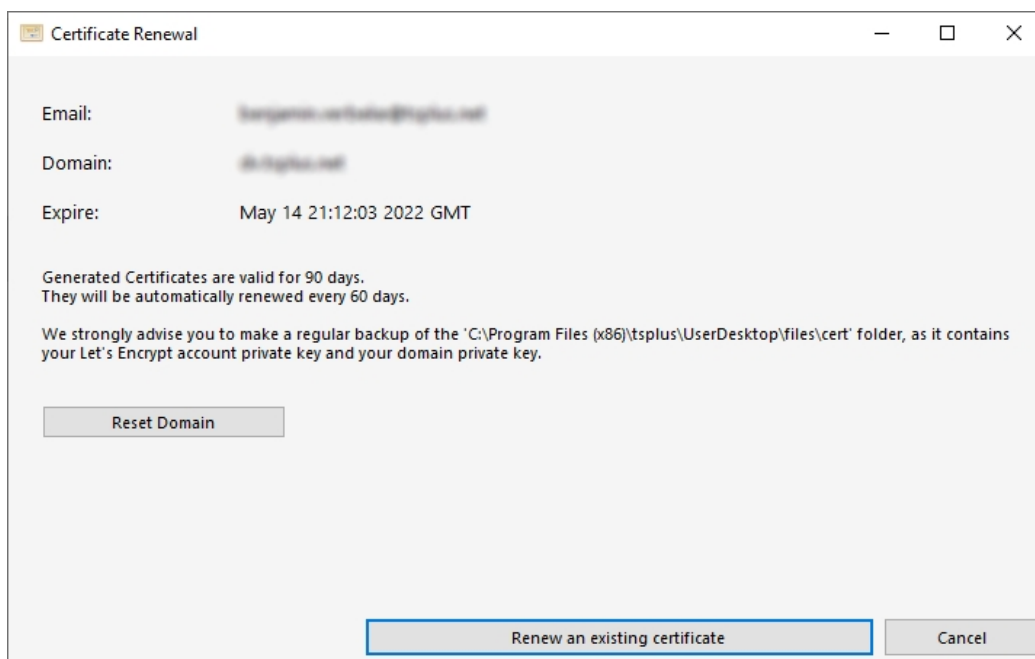 Certificate Renewal
Email:
Domain:
Expire: May 14 21:12:03 2022 GMT
Generated Certificates are valid for 90 days.
They will be automatically renewed every 60 days.
We strongly advise you to make a regular backup of the 'C:\Program Files (x86)\tsplus\UserDesktop\files\cert' folder, as it contains
your Let's Encrypt account private key and your domain private key.
Reset Domain
Renew an existing certificate Cancel